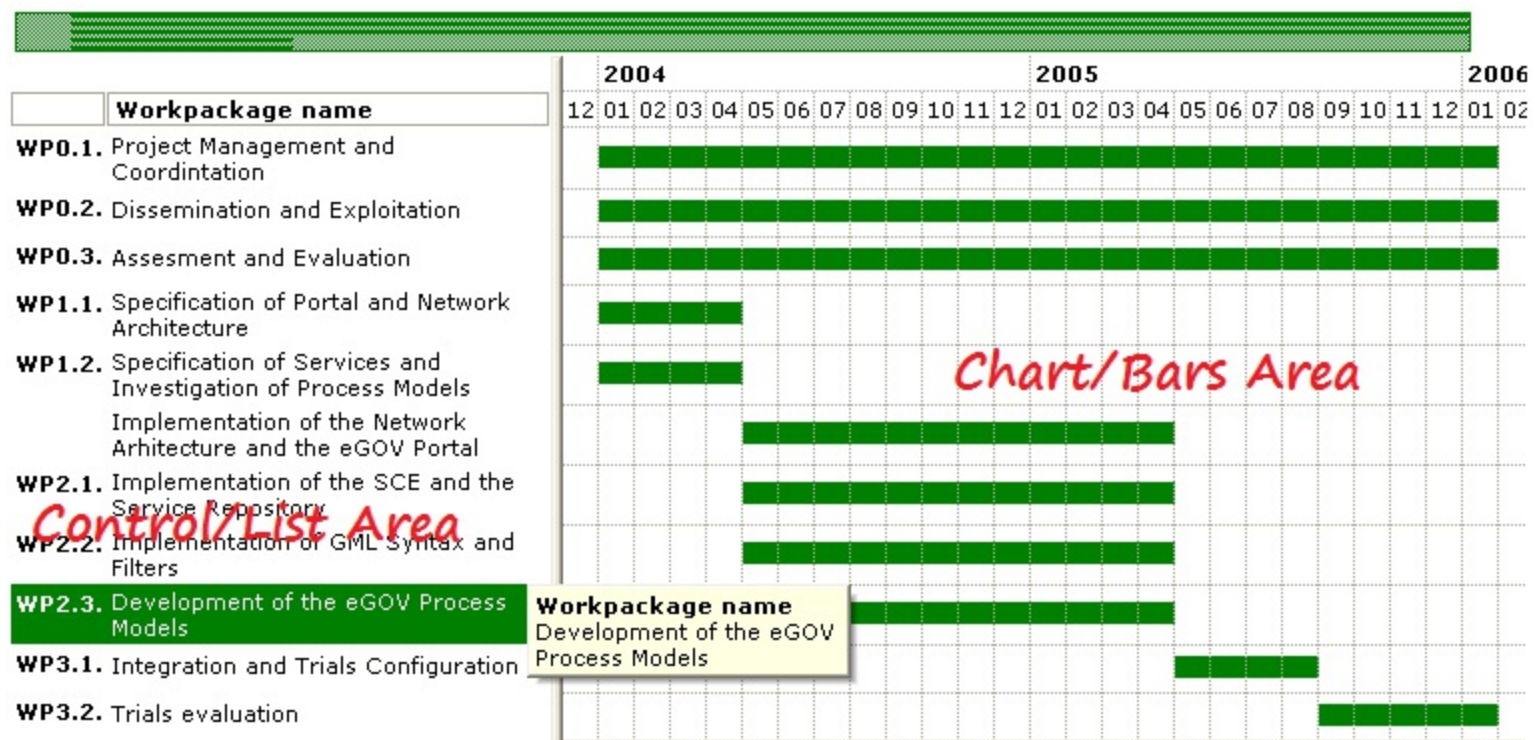 2004 2005 2006
Workpackage name
12 01 02 03 04 05 06 07 08 09 10 11 12 01 02 03 04 05 06 07 08 09 10 11 12 01 02
WP0.1. Project Management and
Coordintation
WP0.2. Dissemination and Exploitation
WP0.3. Assesment and Evaluation
WP1.1. Specification of Portal and Network
Architecture
WP1.2. Specification of Services and
Investigation of Process Models
Chart/Bars Area
Implementation of the Network
Arhitecture and the eGOV Portal
WP2.1. Implementation of the SCE and the
Service Repository
Control/List Area
WP2.2. Implementation of GML Syntax and
Filters
WP2.3. Development of the eGOV Process
Models
Workpackage name
Development of the eGOV
Process Models
WP3.1. Integration and Trials Configuration
WP3.2. Trials evaluation